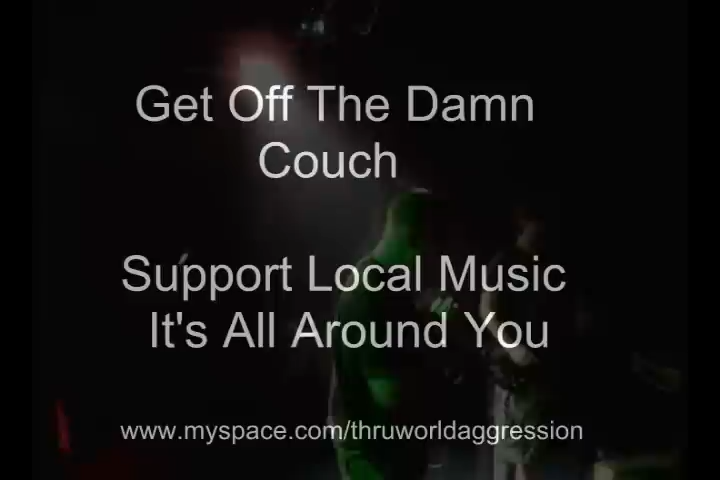 Get Off The Damn
Couch
Support Local Music
It's All Around You
www.myspace.com/thruworldaggression